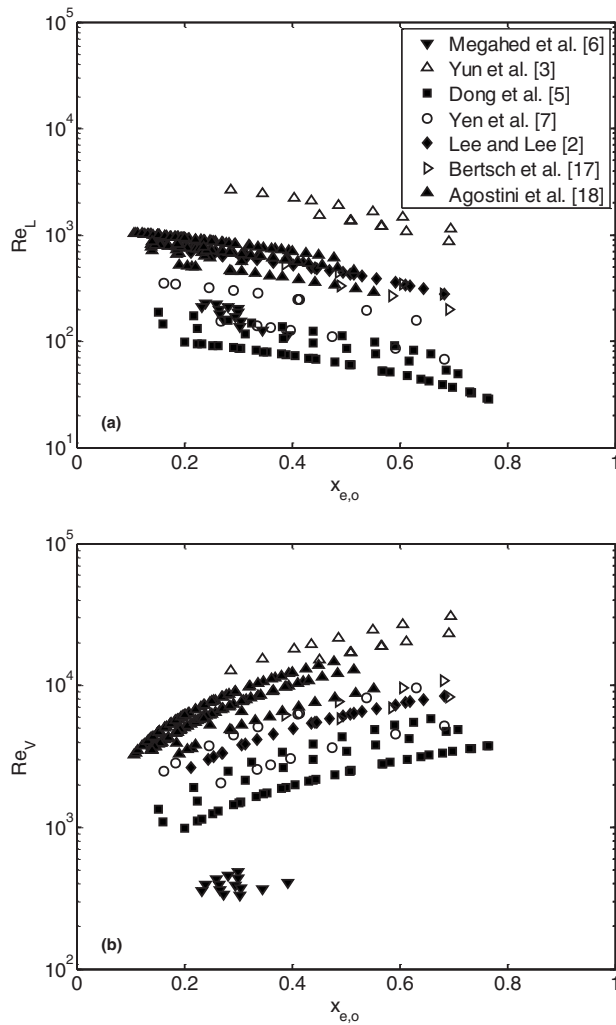 10^5
10^4
10^3
10^2
10^1
Re_L
Megahed et al. [6]
Yun et al. [3]
Dong et al. [5]
Yen et al. [7]
Lee and Lee [2]
Bertsch et al. [17]
Agostini et al. [18]
(a)
0 0.2 0.4 0.6 0.8 1
x_e,o
10^5
10^4
10^3
10^2
Re_V
(b)
0 0.2 0.4 0.6 0.8 1
x_e,o